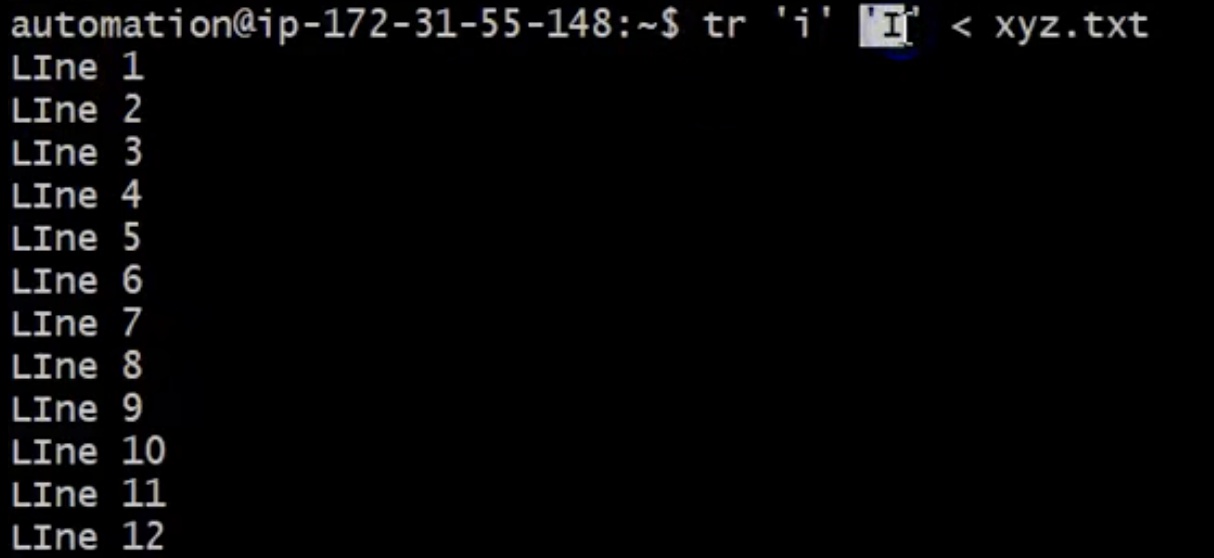 automation@ip-172-31-55-148:~$ tr 'i' 'I' < xyz.txt
LIne 1
LIne 2
LIne 3
LIne 4
LIne 5
LIne 6
LIne 7
LIne 8
LIne 9
LIne 10
LIne 11
LIne 12